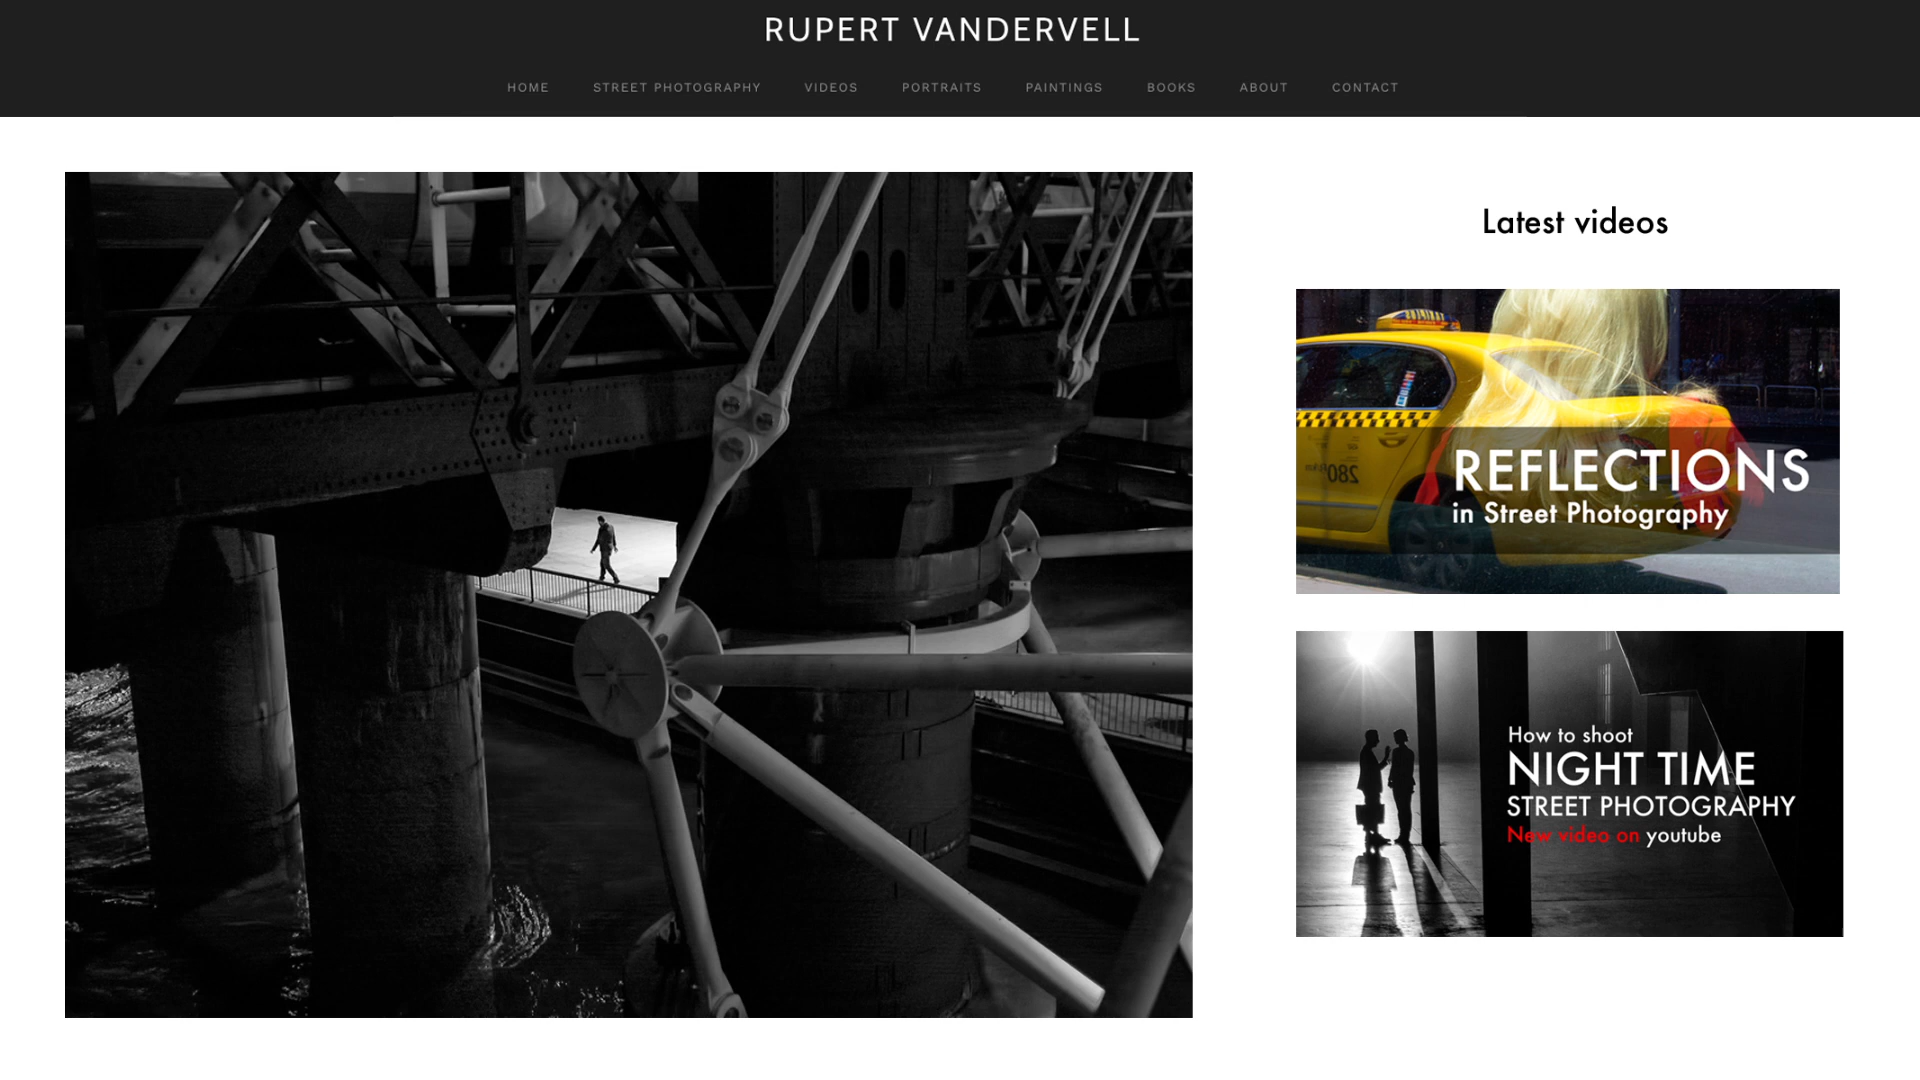 RUPERT VANDERVELL
HOME STREET PHOTOGRAPHY VIDEOS PORTRAITS PAINTINGS BOOKS ABOUT CONTACT
Latest videos
REFLECTIONS
in Street Photography
How to shoot
NIGHT TIME
STREET PHOTOGRAPHY
New video on youtube